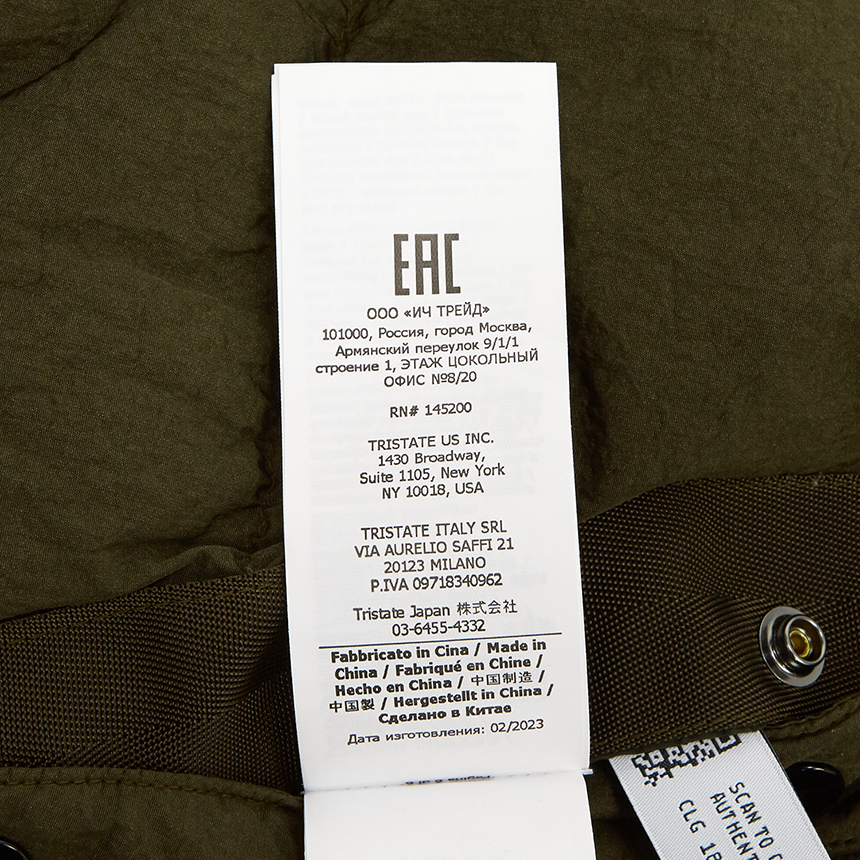 EAC
ООО «ИЧ ТРЕЙД»
101000, Россия, город Москва,
Армянский переулок 9/1/1
строение 1, ЭТАЖ ЦОКОЛЬНЫЙ
ОФИС №8/20
RN# 145200
TRISTATE US INC.
1430 Broadway,
Suite 1105, New York
NY 10018, USA
TRISTATE ITALY SRL
VIA AURELIO SAFFI 21
20123 MILANO
P.IVA 09718340962
Tristate Japan 株式会社
03-6455-4332
Fabbricato in Cina / Made in
China / Fabriqué en Chine /
Hecho en China / 中国制造 /
中国製 / Hergestellt in China /
Сделано в Китае
Дата изготовления: 02/2023
SCAN TO
AUTHENT
CLG